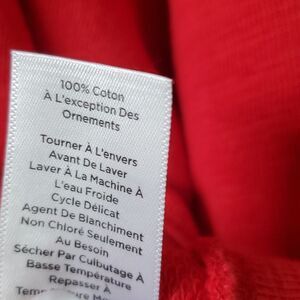 100% Coton
À L'exception Des
Ornements
Tourner À L'envers
Avant De Laver
Laver À La Machine À
L'eau Froide
Cycle Délicat
Agent De Blanchiment
Non Chloré Seulement
Au Besoin
Sécher Par Culbutage À
Basse Température
Repasser À